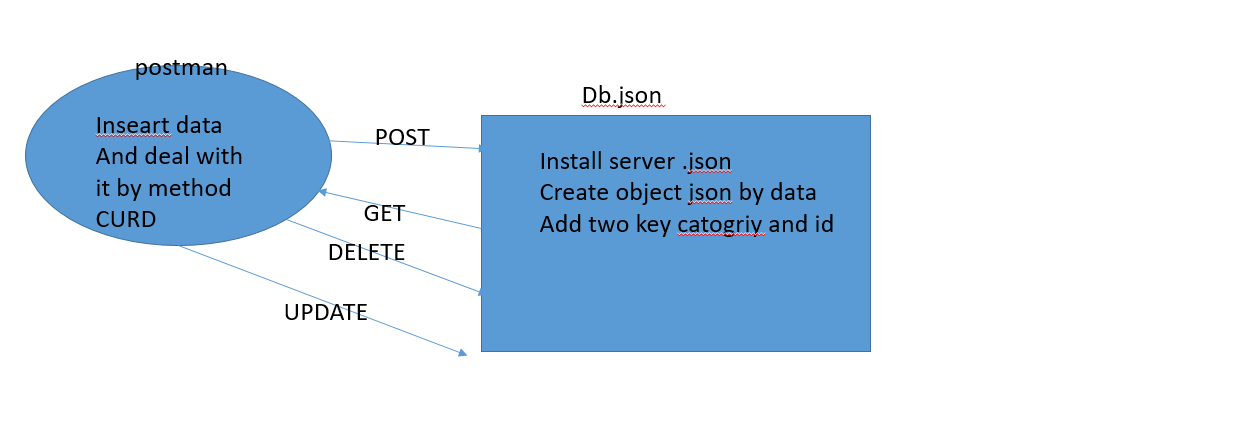 postman
Inseart data
And deal with
it by method
CURD
POST
GET
DELETE
UPDATE
Db.json
Install server .json
Create object json by data
Add two key catogriy and id